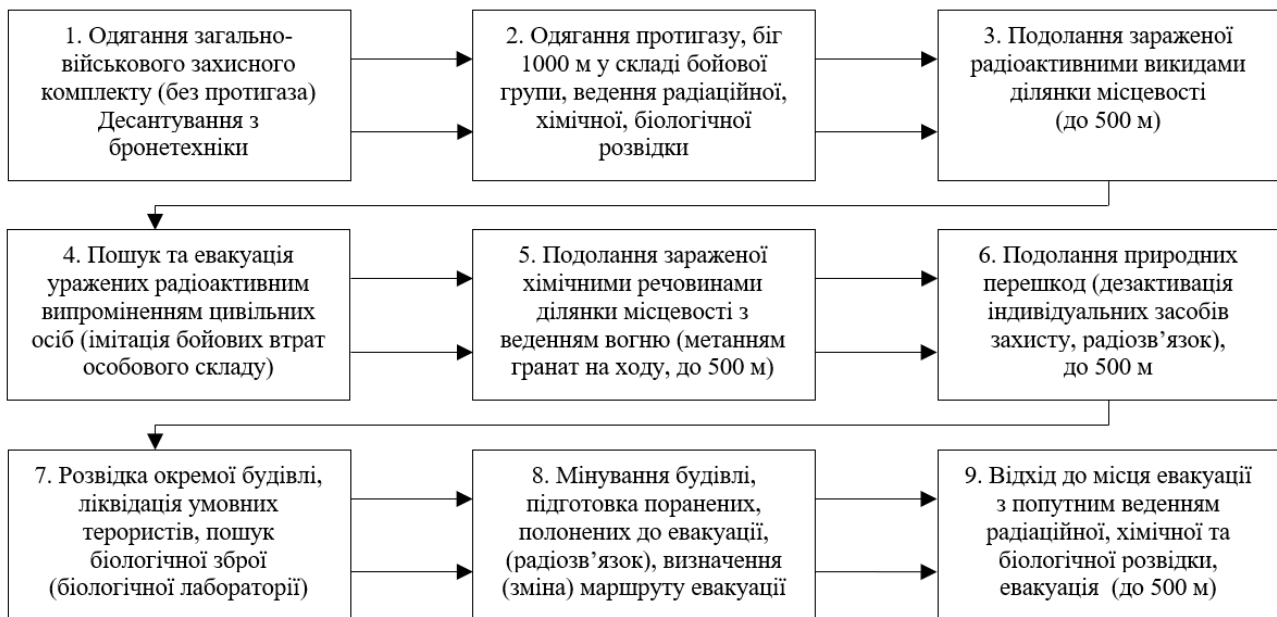 1. Одягання загально-
військового захисного
комплекту (без протигаза)
Десантування з
бронетехніки
2. Одягання протигазу, біг
1000 м у складі бойової
групи, ведення радіаційної,
хімічної, біологічної
розвідки
3. Подолання зараженої
радіоактивними викидами
ділянки місцевості
(до 500 м)
4. Пошук та евакуація
уражених радіоактивним
випроміненням цивільних
осіб (імітація бойових втрат
особового складу)
5. Подолання зараженої
хімічними речовинами
ділянки місцевості з
веденням вогню (метанням
гранат на ходу, до 500 м)
6. Подолання природних
перешкод (дезактивація
індивідуальних засобів
захисту, радіозв’язок),
до 500 м
7. Розвідка окремої будівлі,
ліквідація умовних
терористів, пошук
біологічної зброї
(біологічної лабораторії)
8. Мінування будівлі,
підготовка поранених,
полонених до евакуації,
(радіозв’язок), визначення
(зміна) маршруту евакуації
9. Відхід до місця евакуації
з попутним веденням
радіаційної, хімічної та
біологічної розвідки,
евакуація (до 500 м)